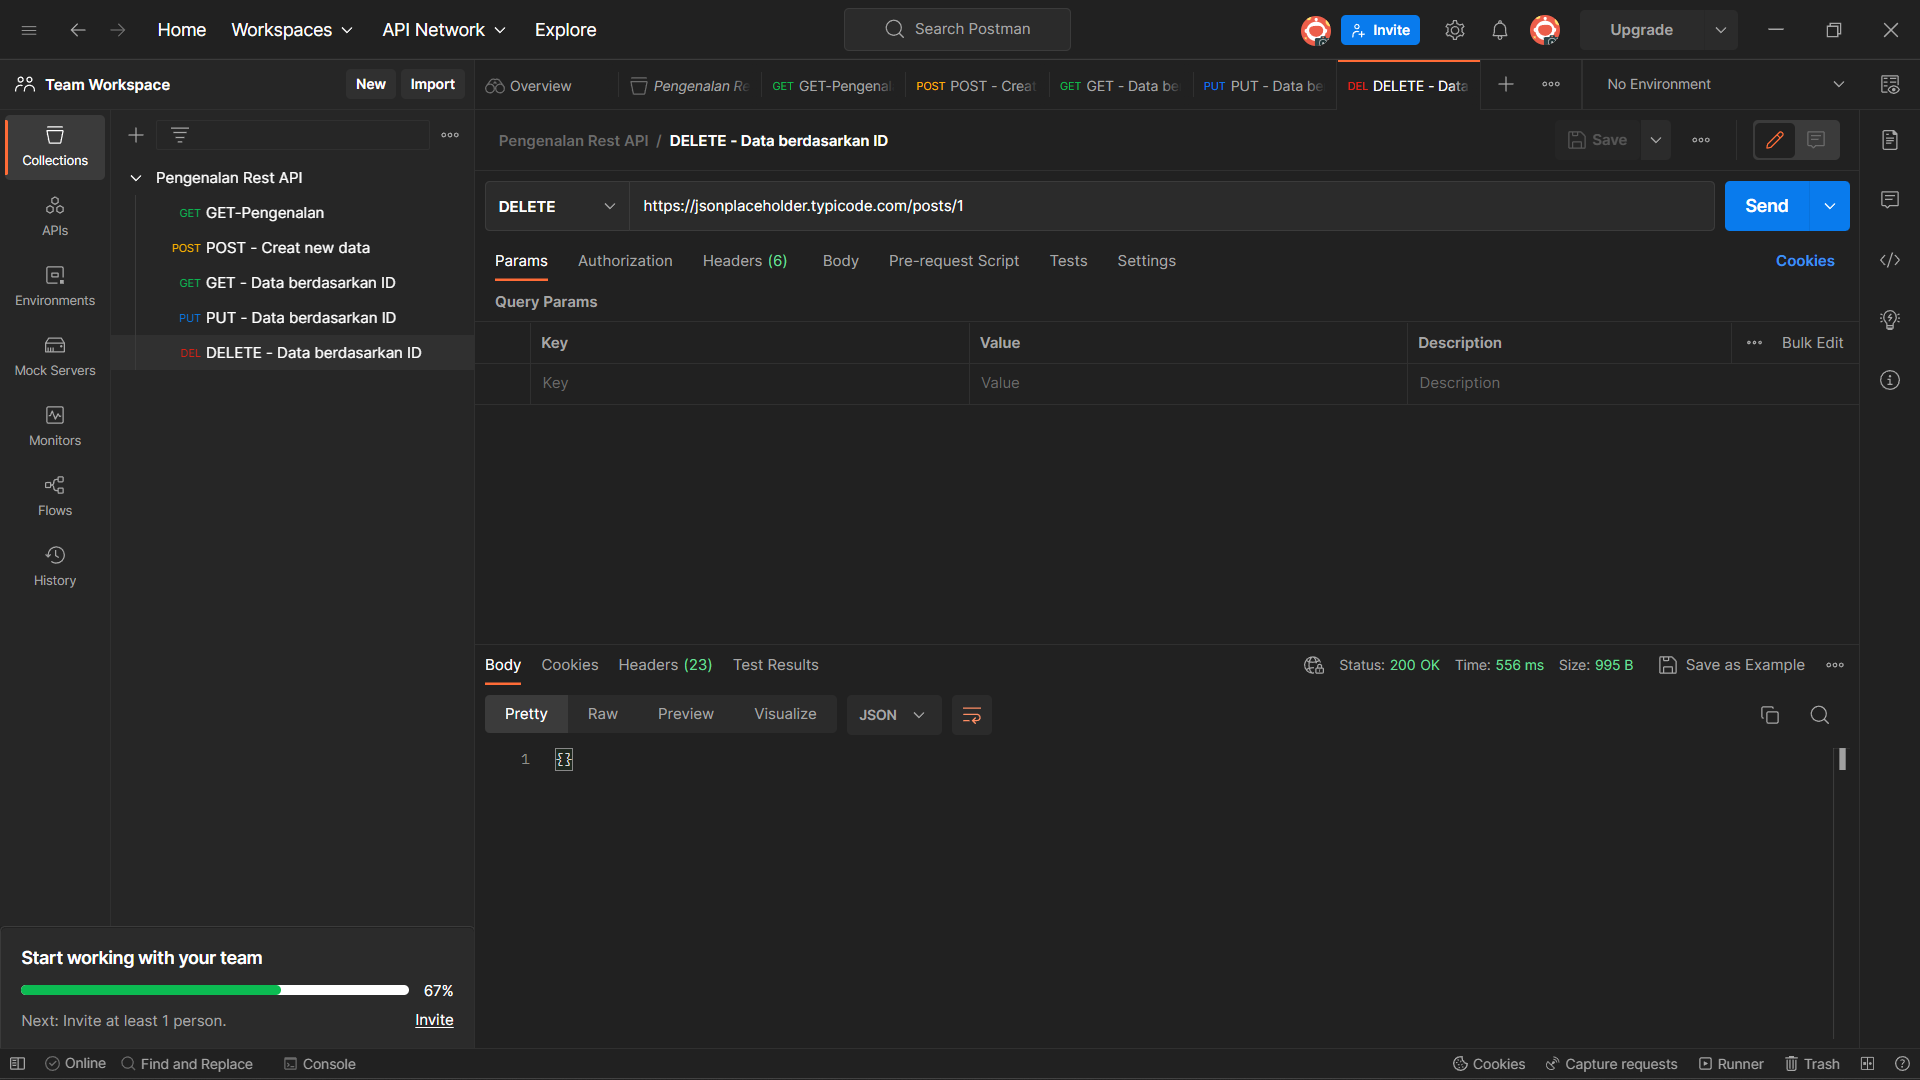 Home Workspaces API Network Explore Search Postman Invite Upgrade
Team Workspace New Import Overview Pengenalan Re GET GET-Pengenal POST POST - Creat GET GET - Data be PUT PUT - Data be DEL DELETE - Data No Environment
Collections
APIs
Environments
Mock Servers
Monitors
Flows
History
Pengenalan Rest API
GET GET-Pengenalan
POST POST - Creat new data
GET GET - Data berdasarkan ID
PUT PUT - Data berdasarkan ID
DEL DELETE - Data berdasarkan ID
Pengenalan Rest API / DELETE - Data berdasarkan ID Save
DELETE https://jsonplaceholder.typicode.com/posts/1 Send
Params Authorization Headers (6) Body Pre-request Script Tests Settings Cookies
Query Params
Key Value Description Bulk Edit
Key Value Description
Body Cookies Headers (23) Test Results Status: 200 OK Time: 556 ms Size: 995 B Save as Example
Pretty Raw Preview Visualize JSON
1 {}
Start working with your team
67%
Next: Invite at least 1 person. Invite
Online Find and Replace Console Cookies Capture requests Runner Trash